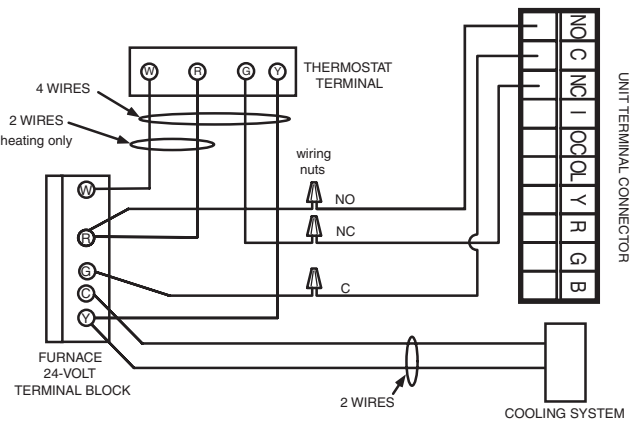 W R G Y
THERMOSTAT
TERMINAL
4 WIRES
2 WIRES
heating only
wiring
nuts
NO
NC
C
W
R
G
C
Y
FURNACE
24-VOLT
TERMINAL BLOCK
2 WIRES
COOLING SYSTEM
NO
C
NC
I
OC
OL
Y
R
G
B
UNIT TERMINAL CONNECTOR